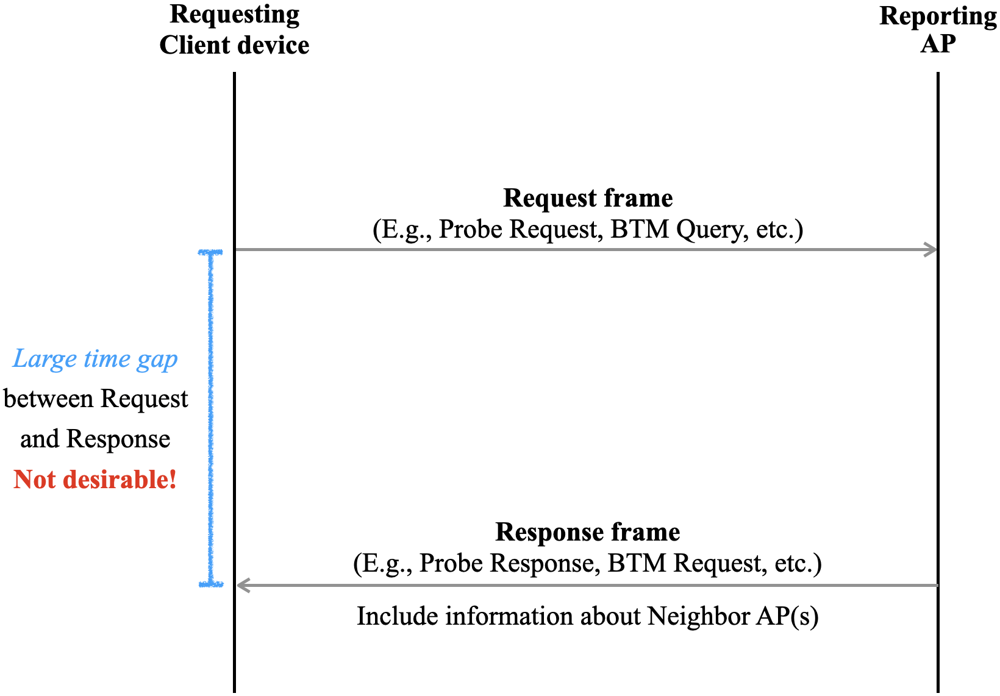 Requesting
Client device
Reporting
AP
Request frame
(E.g., Probe Request, BTM Query, etc.)
Large time gap
between Request
and Response
Not desirable!
Response frame
(E.g., Probe Response, BTM Request, etc.)
Include information about Neighbor AP(s)